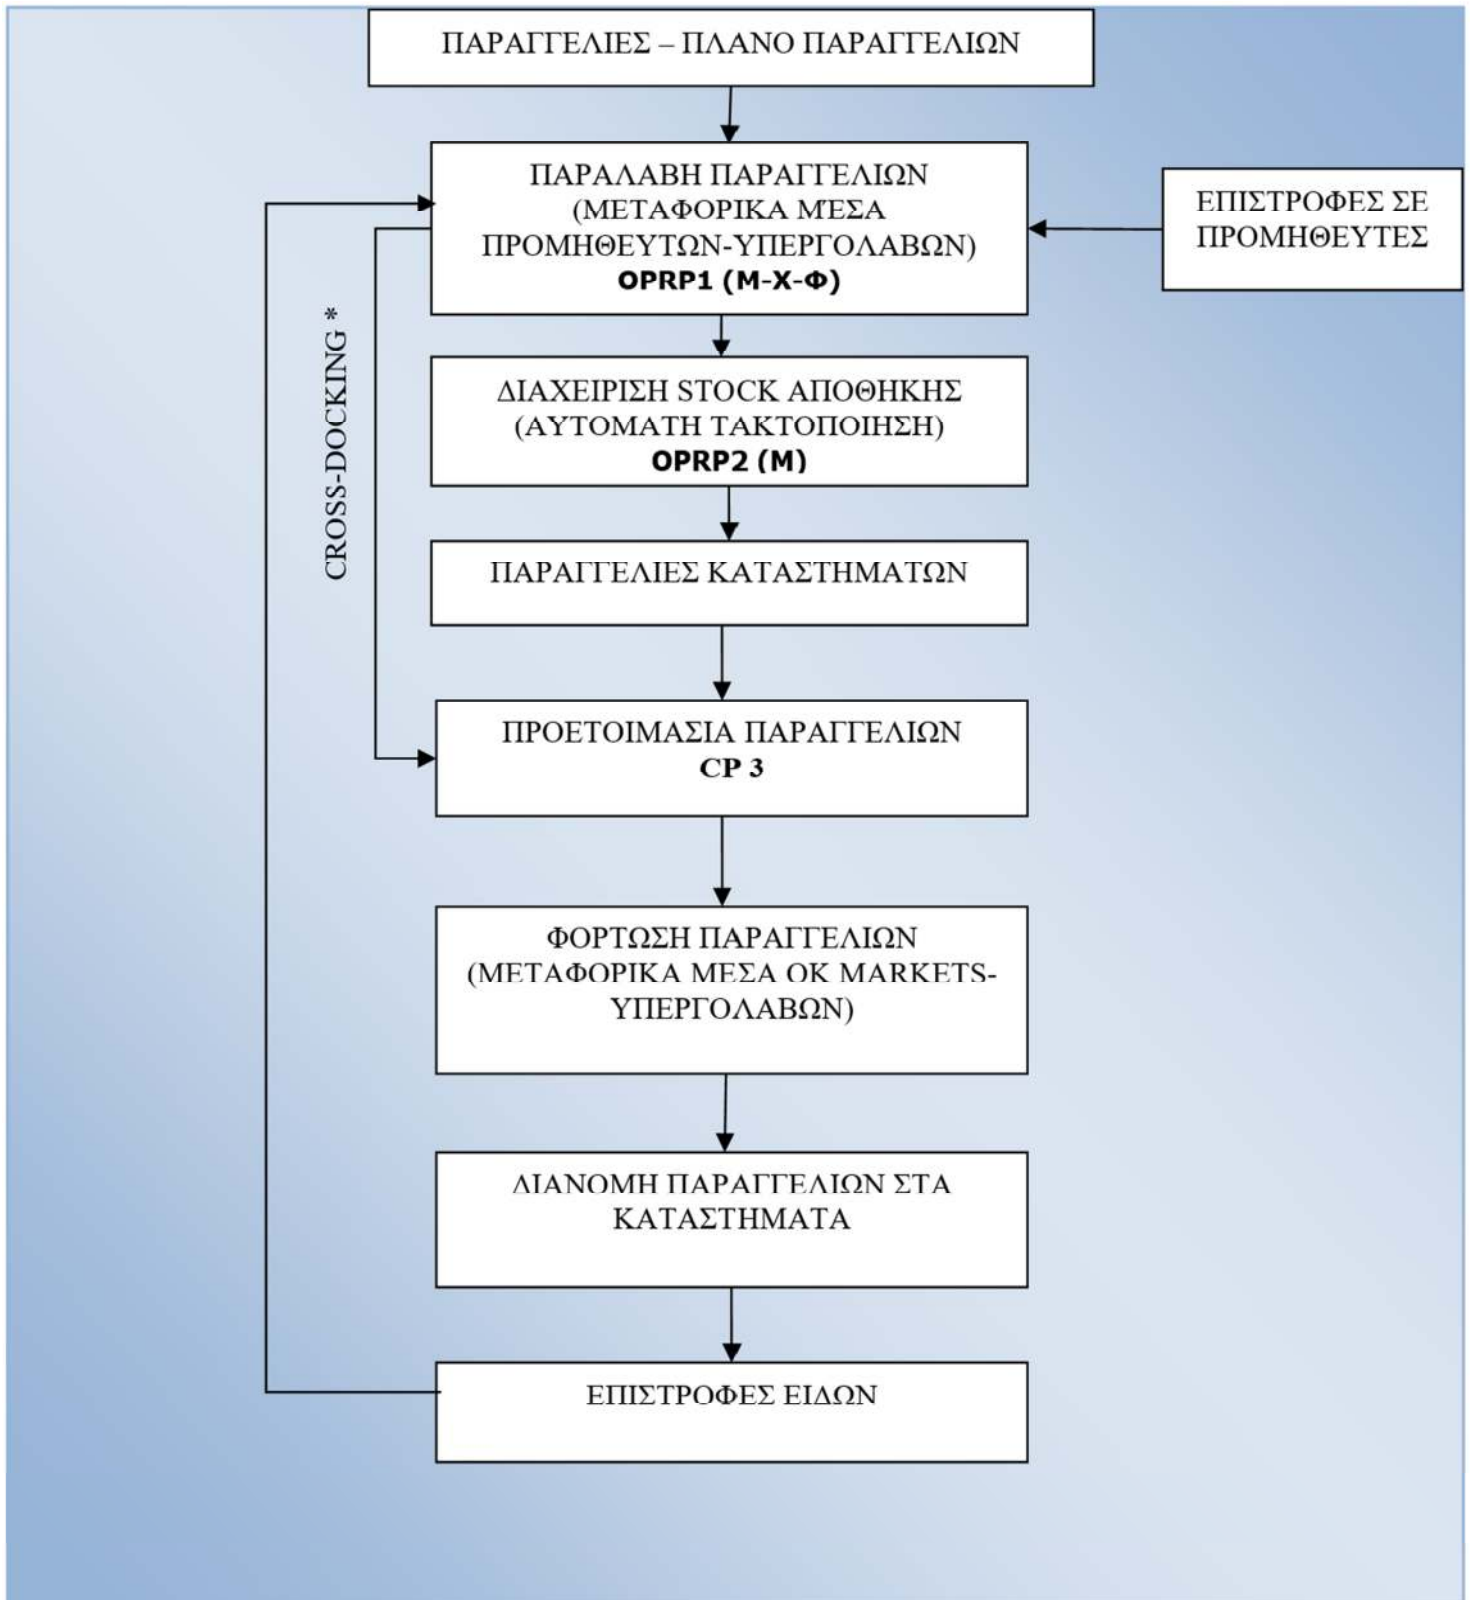 ΠΑΡΑΓΓΕΛΙΕΣ – ΠΛΑΝΟ ΠΑΡΑΓΓΕΛΙΩΝ
ΠΑΡΑΛΑΒΗ ΠΑΡΑΓΓΕΛΙΩΝ
(ΜΕΤΑΦΟΡΙΚΑ ΜΈΣΑ
ΠΡΟΜΗΘΕΥΤΩΝ-ΥΠΕΡΓΟΛΑΒΩΝ)
OPRP1 (Μ-Χ-Φ)
ΕΠΙΣΤΡΟΦΕΣ ΣΕ
ΠΡΟΜΗΘΕΥΤΕΣ
CROSS-DOCKING *
ΔΙΑΧΕΙΡΙΣΗ STOCK ΑΠΟΘΗΚΗΣ
(ΑΥΤΟΜΑΤΗ ΤΑΚΤΟΠΟΙΗΣΗ)
OPRP2 (Μ)
ΠΑΡΑΓΓΕΛΙΕΣ ΚΑΤΑΣΤΗΜΑΤΩΝ
ΠΡΟΕΤΟΙΜΑΣΙΑ ΠΑΡΑΓΓΕΛΙΩΝ
CP 3
ΦΟΡΤΩΣΗ ΠΑΡΑΓΓΕΛΙΩΝ
(ΜΕΤΑΦΟΡΙΚΑ ΜΕΣΑ OK MARKETS-
ΥΠΕΡΓΟΛΑΒΩΝ)
ΔΙΑΝΟΜΗ ΠΑΡΑΓΓΕΛΙΩΝ ΣΤΑ
ΚΑΤΑΣΤΗΜΑΤΑ
ΕΠΙΣΤΡΟΦΕΣ ΕΙΔΩΝ